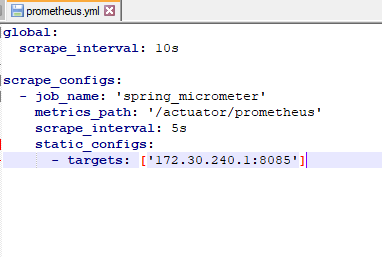 prometheus.yml
global:
  scrape_interval: 10s

scrape_configs:
  - job_name: 'spring_micrometer'
    metrics_path: '/actuator/prometheus'
    scrape_interval: 5s
    static_configs:
      - targets: ['172.30.240.1:8085']